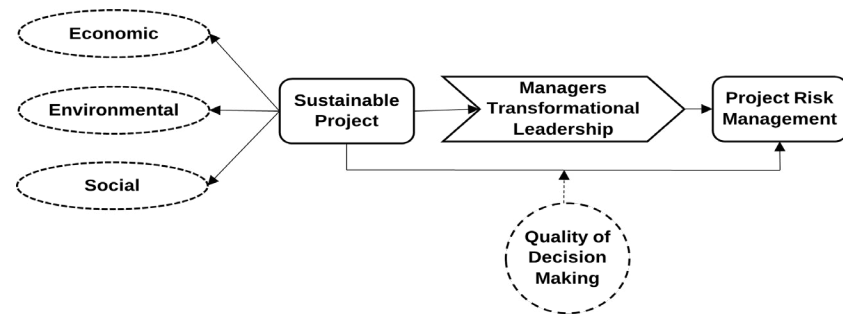 Economic
Environmental
Social
Sustainable
Project
Managers
Transformational
Leadership
Project Risk
Management
Quality of
Decision
Making